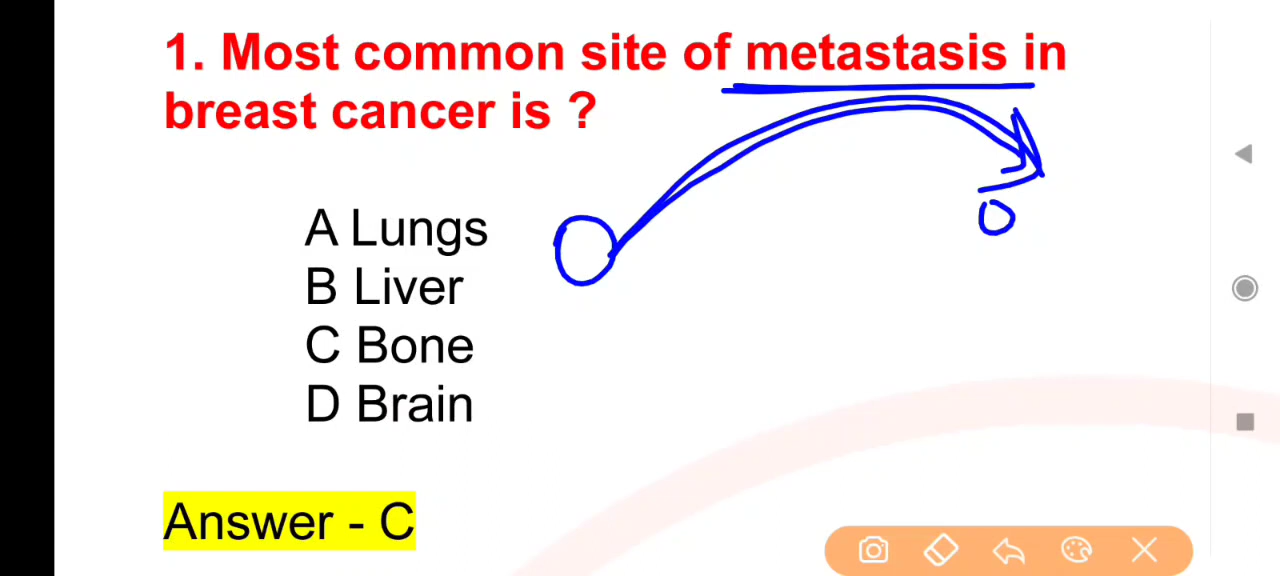 1. Most common site of metastasis in
breast cancer is ?
A Lungs
B Liver
C Bone
D Brain
Answer - C